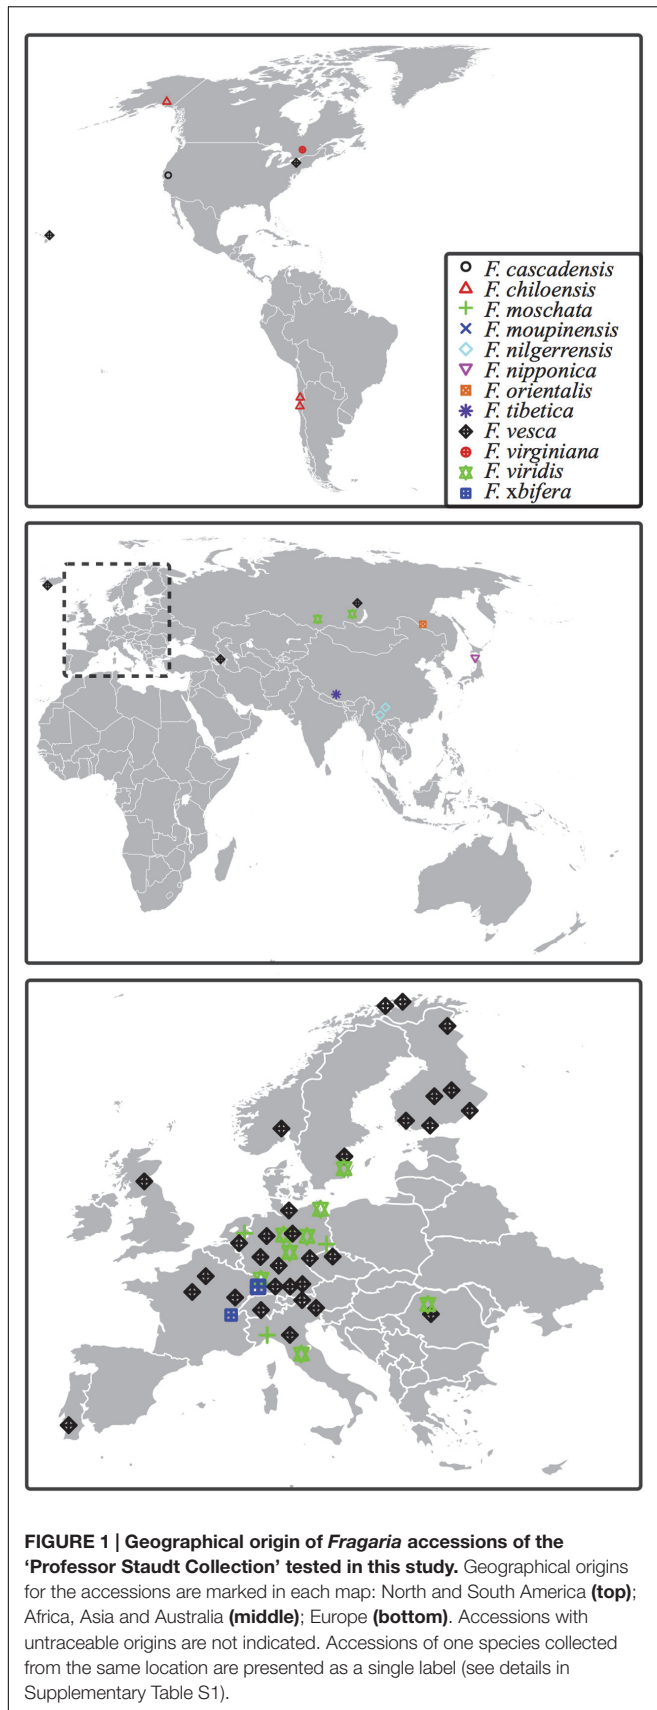 F. cascadensis
F. chiloensis
F. moschata
F. moupinensis
F. nilgerrensis
F. nipponica
F. orientalis
F. tibetica
F. vesca
F. virginiana
F. viridis
F. xbifera
FIGURE 1 | Geographical origin of Fragaria accessions of the
‘Professor Staudt Collection’ tested in this study. Geographical origins
for the accessions are marked in each map: North and South America (top);
Africa, Asia and Australia (middle); Europe (bottom). Accessions with
untraceable origins are not indicated. Accessions of one species collected
from the same location are presented as a single label (see details in
Supplementary Table S1).